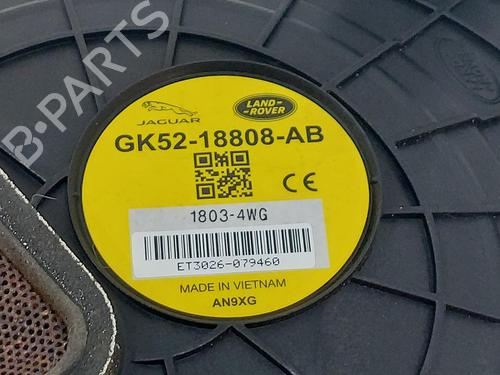 B-PARTS
JAGUAR
LAND-
ROVER
GK52-18808-AB
CE
1803-4WG
ET3026-079460
MADE IN VIETNAM
AN9XG